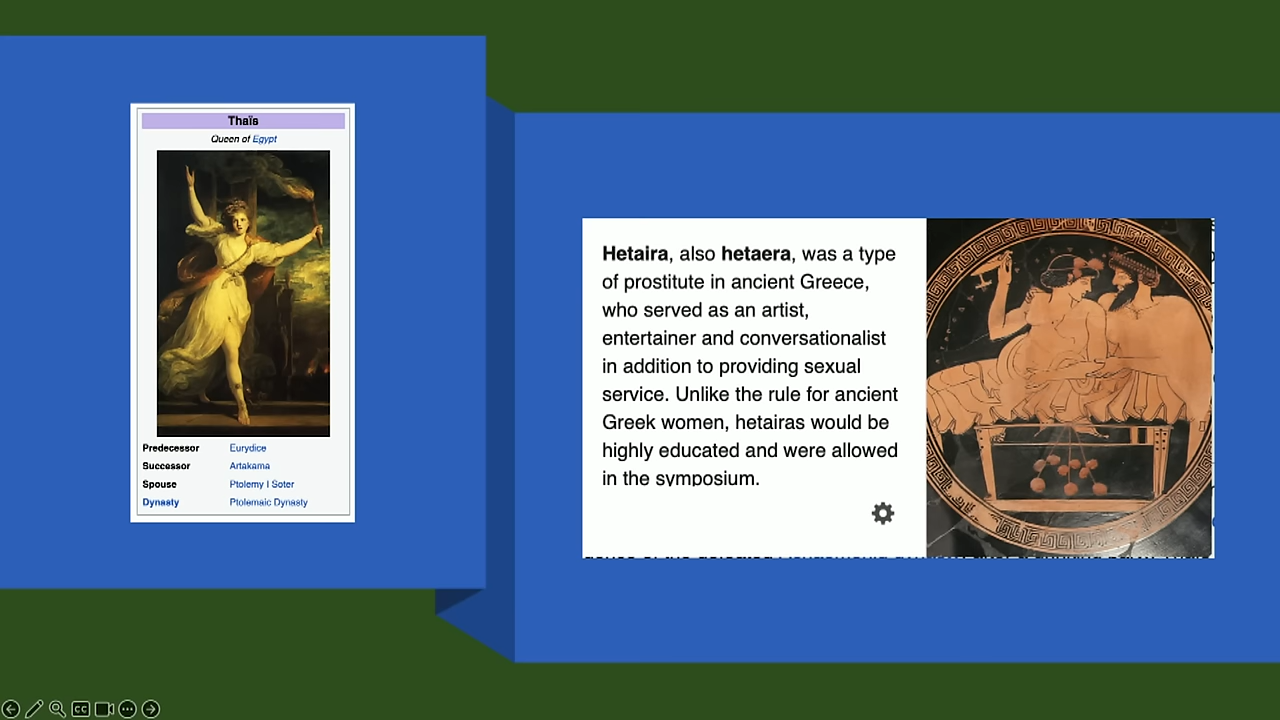 Thaïs
Queen of Egypt
Predecessor Eurydice
Successor Artakama
Spouse Ptolemy I Soter
Dynasty Ptolemaic Dynasty
Hetaira, also hetaera, was a type
of prostitute in ancient Greece,
who served as an artist,
entertainer and conversationalist
in addition to providing sexual
service. Unlike the rule for ancient
Greek women, hetairas would be
highly educated and were allowed
in the symposium.
CC